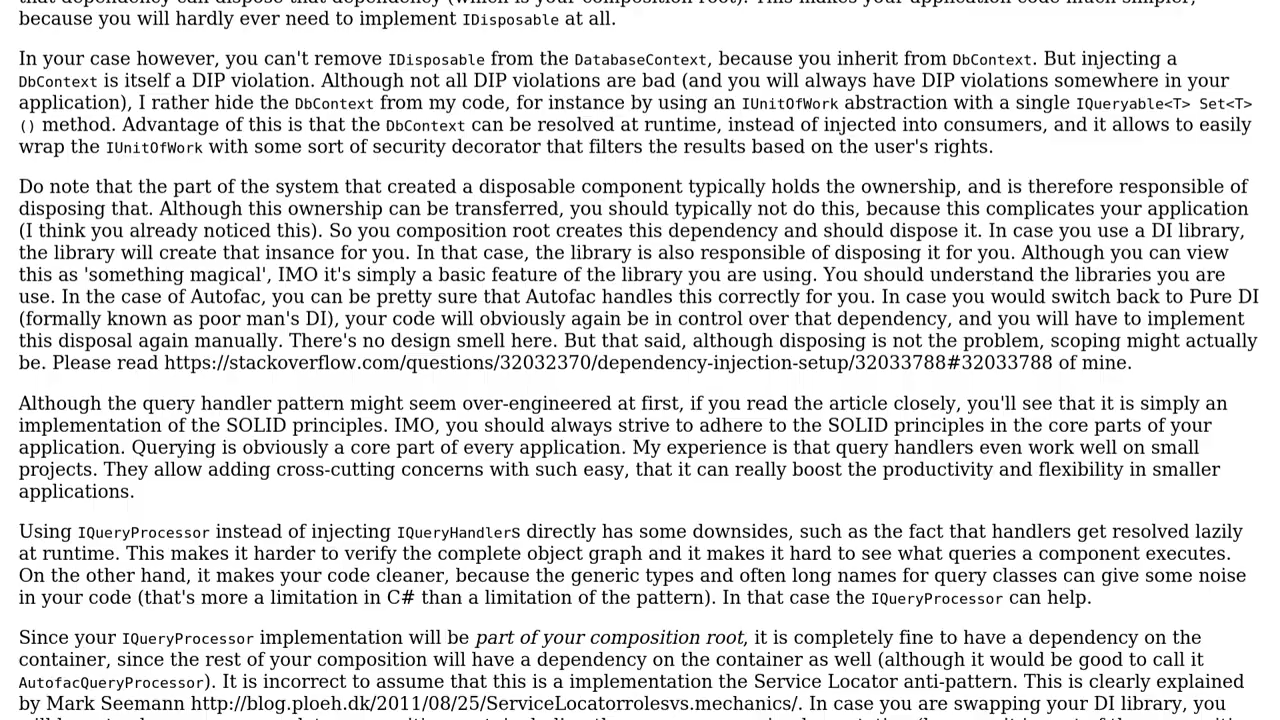 that dependency can dispose that dependency (which is your composition root). This makes your application code much simpler,
because you will hardly ever need to implement IDisposable at all.
In your case however, you can't remove IDisposable from the DatabaseContext, because you inherit from DbContext. But injecting a
DbContext is itself a DIP violation. Although not all DIP violations are bad (and you will always have DIP violations somewhere in your
application), I rather hide the DbContext from my code, for instance by using an IUnitOfWork abstraction with a single IQueryable<T> Set<T>
() method. Advantage of this is that the DbContext can be resolved at runtime, instead of injected into consumers, and it allows to easily
wrap the IUnitOfWork with some sort of security decorator that filters the results based on the user's rights.
Do note that the part of the system that created a disposable component typically holds the ownership, and is therefore responsible of
disposing that. Although this ownership can be transferred, you should typically not do this, because this complicates your application
(I think you already noticed this). So you composition root creates this dependency and should dispose it. In case you use a DI library,
the library will create that insance for you. In that case, the library is also responsible of disposing it for you. Although you can view
this as 'something magical', IMO it's simply a basic feature of the library you are using. You should understand the libraries you are
use. In the case of Autofac, you can be pretty sure that Autofac handles this correctly for you. In case you would switch back to Pure DI
(formally known as poor man's DI), your code will obviously again be in control over that dependency, and you will have to implement
this disposal again manually. There's no design smell here. But that said, although disposing is not the problem, scoping might actually
be. Please read https://stackoverflow.com/questions/32032370/dependency-injection-setup/32033788#32033788 of mine.
Although the query handler pattern might seem over-engineered at first, if you read the article closely, you'll see that it is simply an
implementation of the SOLID principles. IMO, you should always strive to adhere to the SOLID principles in the core parts of your
application. Querying is obviously a core part of every application. My experience is that query handlers even work well on small
projects. They allow adding cross-cutting concerns with such easy, that it can really boost the productivity and flexibility in smaller
applications.
Using IQueryProcessor instead of injecting IQueryHandlers directly has some downsides, such as the fact that handlers get resolved lazily
at runtime. This makes it harder to verify the complete object graph and it makes it hard to see what queries a component executes.
On the other hand, it makes your code cleaner, because the generic types and often long names for query classes can give some noise
in your code (that's more a limitation in C# than a limitation of the pattern). In that case the IQueryProcessor can help.
Since your IQueryProcessor implementation will be part of your composition root, it is completely fine to have a dependency on the
container, since the rest of your composition will have a dependency on the container as well (although it would be good to call it
AutofacQueryProcessor). It is incorrect to assume that this is a implementation the Service Locator anti-pattern. This is clearly explained
by Mark Seemann http://blog.ploeh.dk/2011/08/25/ServiceLocatorrolesvs.mechanics/. In case you are swapping your DI library, you